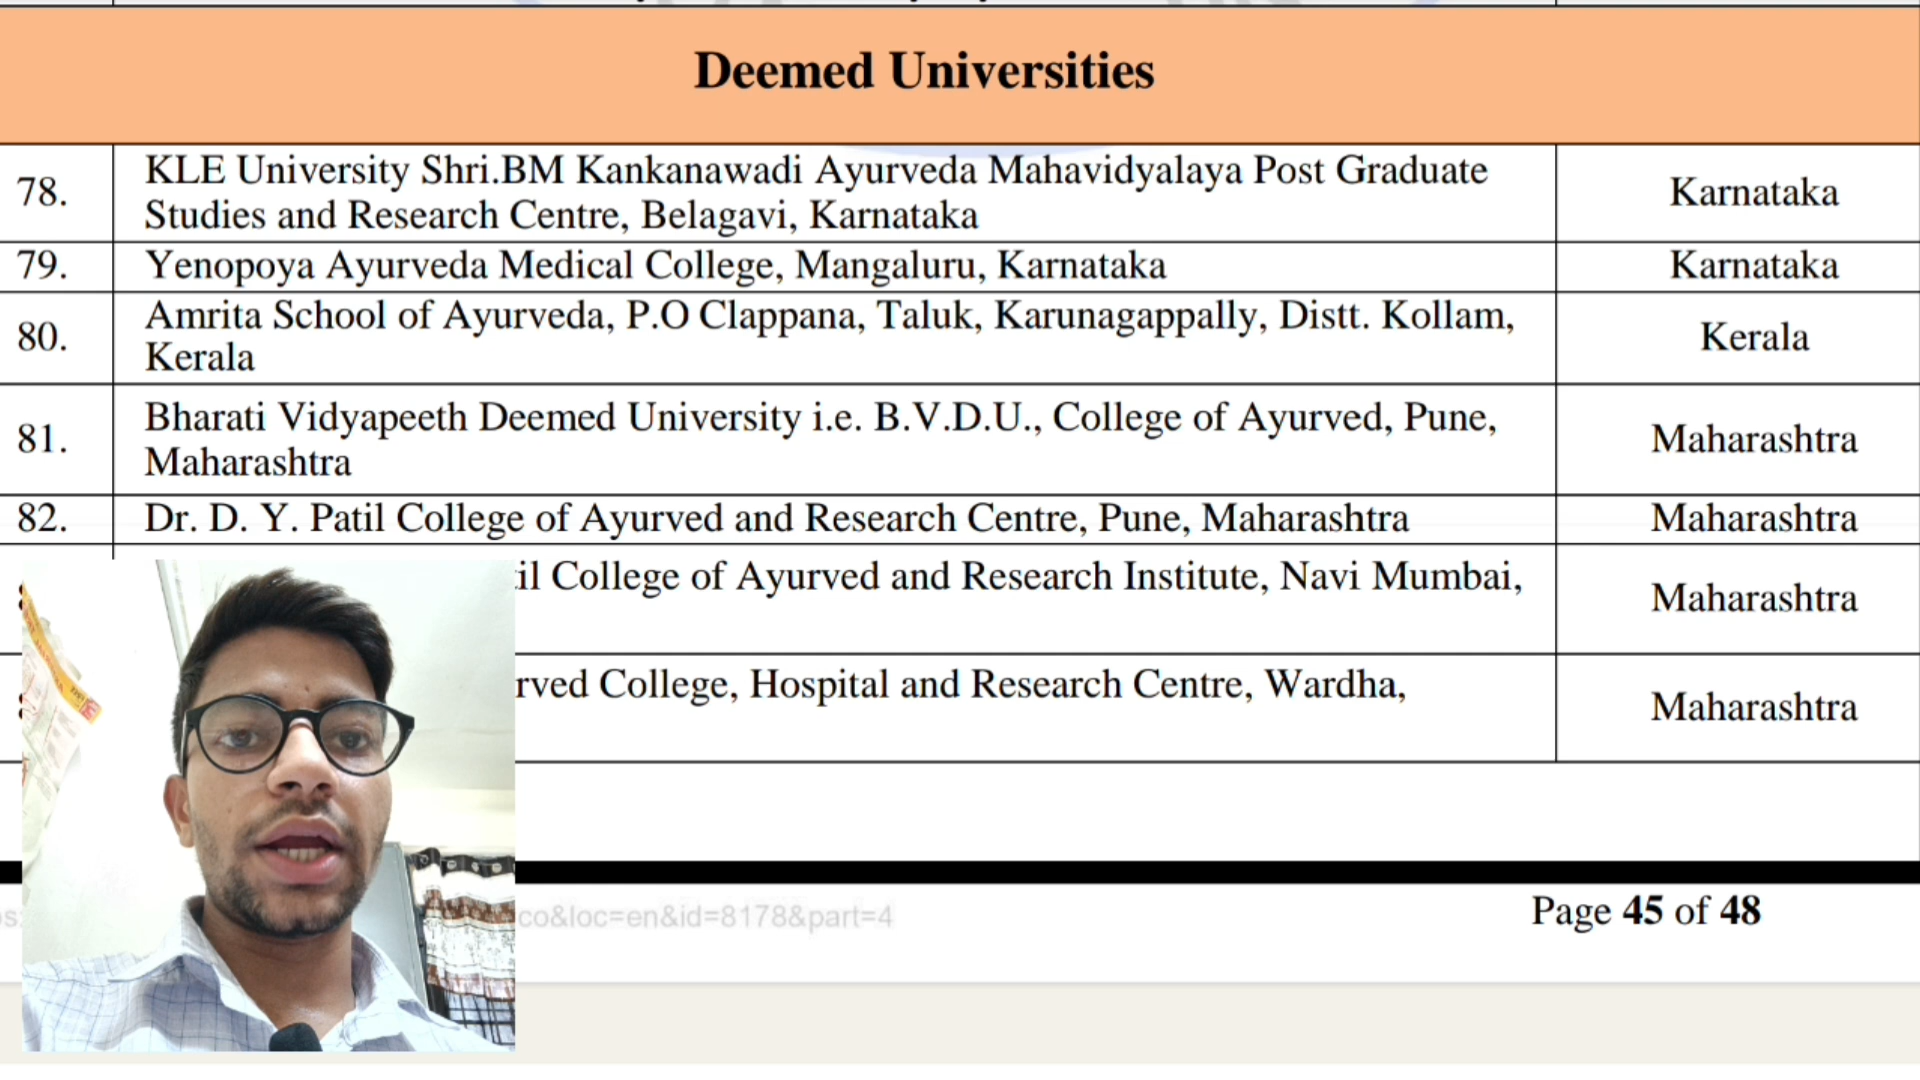 Deemed Universities
78.
KLE University Shri.BM Kankanawadi Ayurveda Mahavidyalaya Post Graduate
Studies and Research Centre, Belagavi, Karnataka
Karnataka
79.
Yenopoya Ayurveda Medical College, Mangaluru, Karnataka
Karnataka
80.
Amrita School of Ayurveda, P.O Clappana, Taluk, Karunagappally, Distt. Kollam,
Kerala
Kerala
81.
Bharati Vidyapeeth Deemed University i.e. B.V.D.U., College of Ayurved, Pune,
Maharashtra
Maharashtra
82.
Dr. D. Y. Patil College of Ayurved and Research Centre, Pune, Maharashtra
Maharashtra
il College of Ayurved and Research Institute, Navi Mumbai,
Maharashtra
rved College, Hospital and Research Centre, Wardha,
Maharashtra
co&loc=en&id=8178&part=4
Page 45 of 48